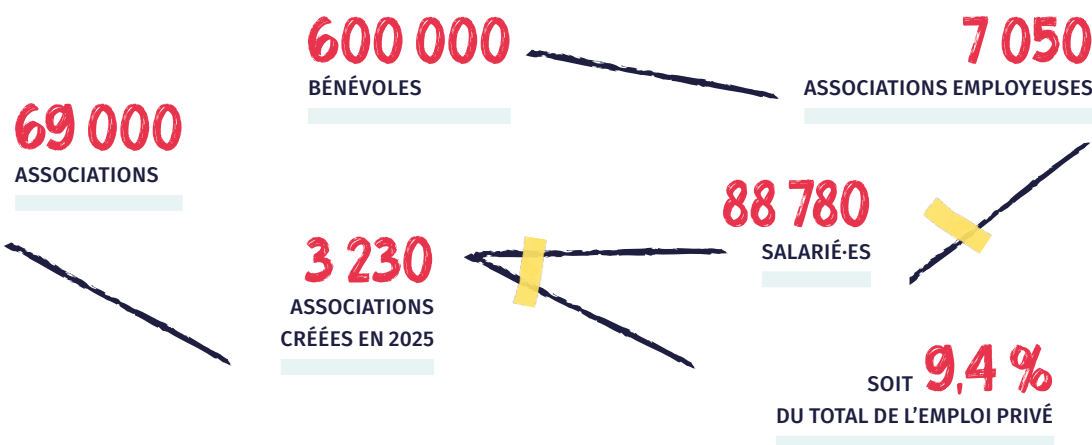 600 000
BÉNÉVOLES
7 050
ASSOCIATIONS EMPLOYEUSES
69 000
ASSOCIATIONS
88 780
SALARIÉ·ES
3 230
ASSOCIATIONS
CRÉÉES EN 2025
SOIT 9,4 %
DU TOTAL DE L'EMPLOI PRIVÉ